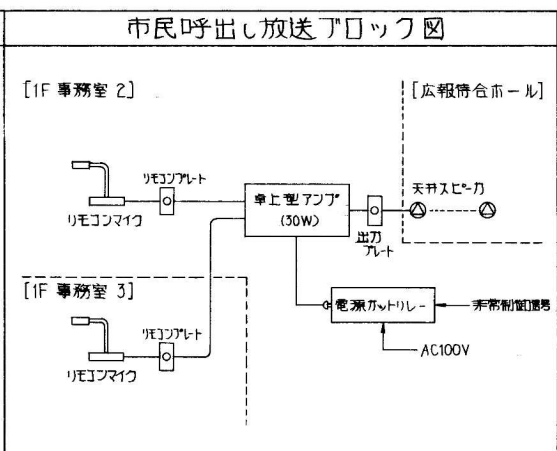 市民呼出し放送ブロック図
[1F 事務室 2]
[広報待合ホール]
リモコンプレート
リモコンマイク
卓上型アンプ
(30W)
出力
プレート
天井スピーカ
[1F 事務室 3]
リモコンプレート
リモコンマイク
電源カットリレー
非常制御信号
AC100V